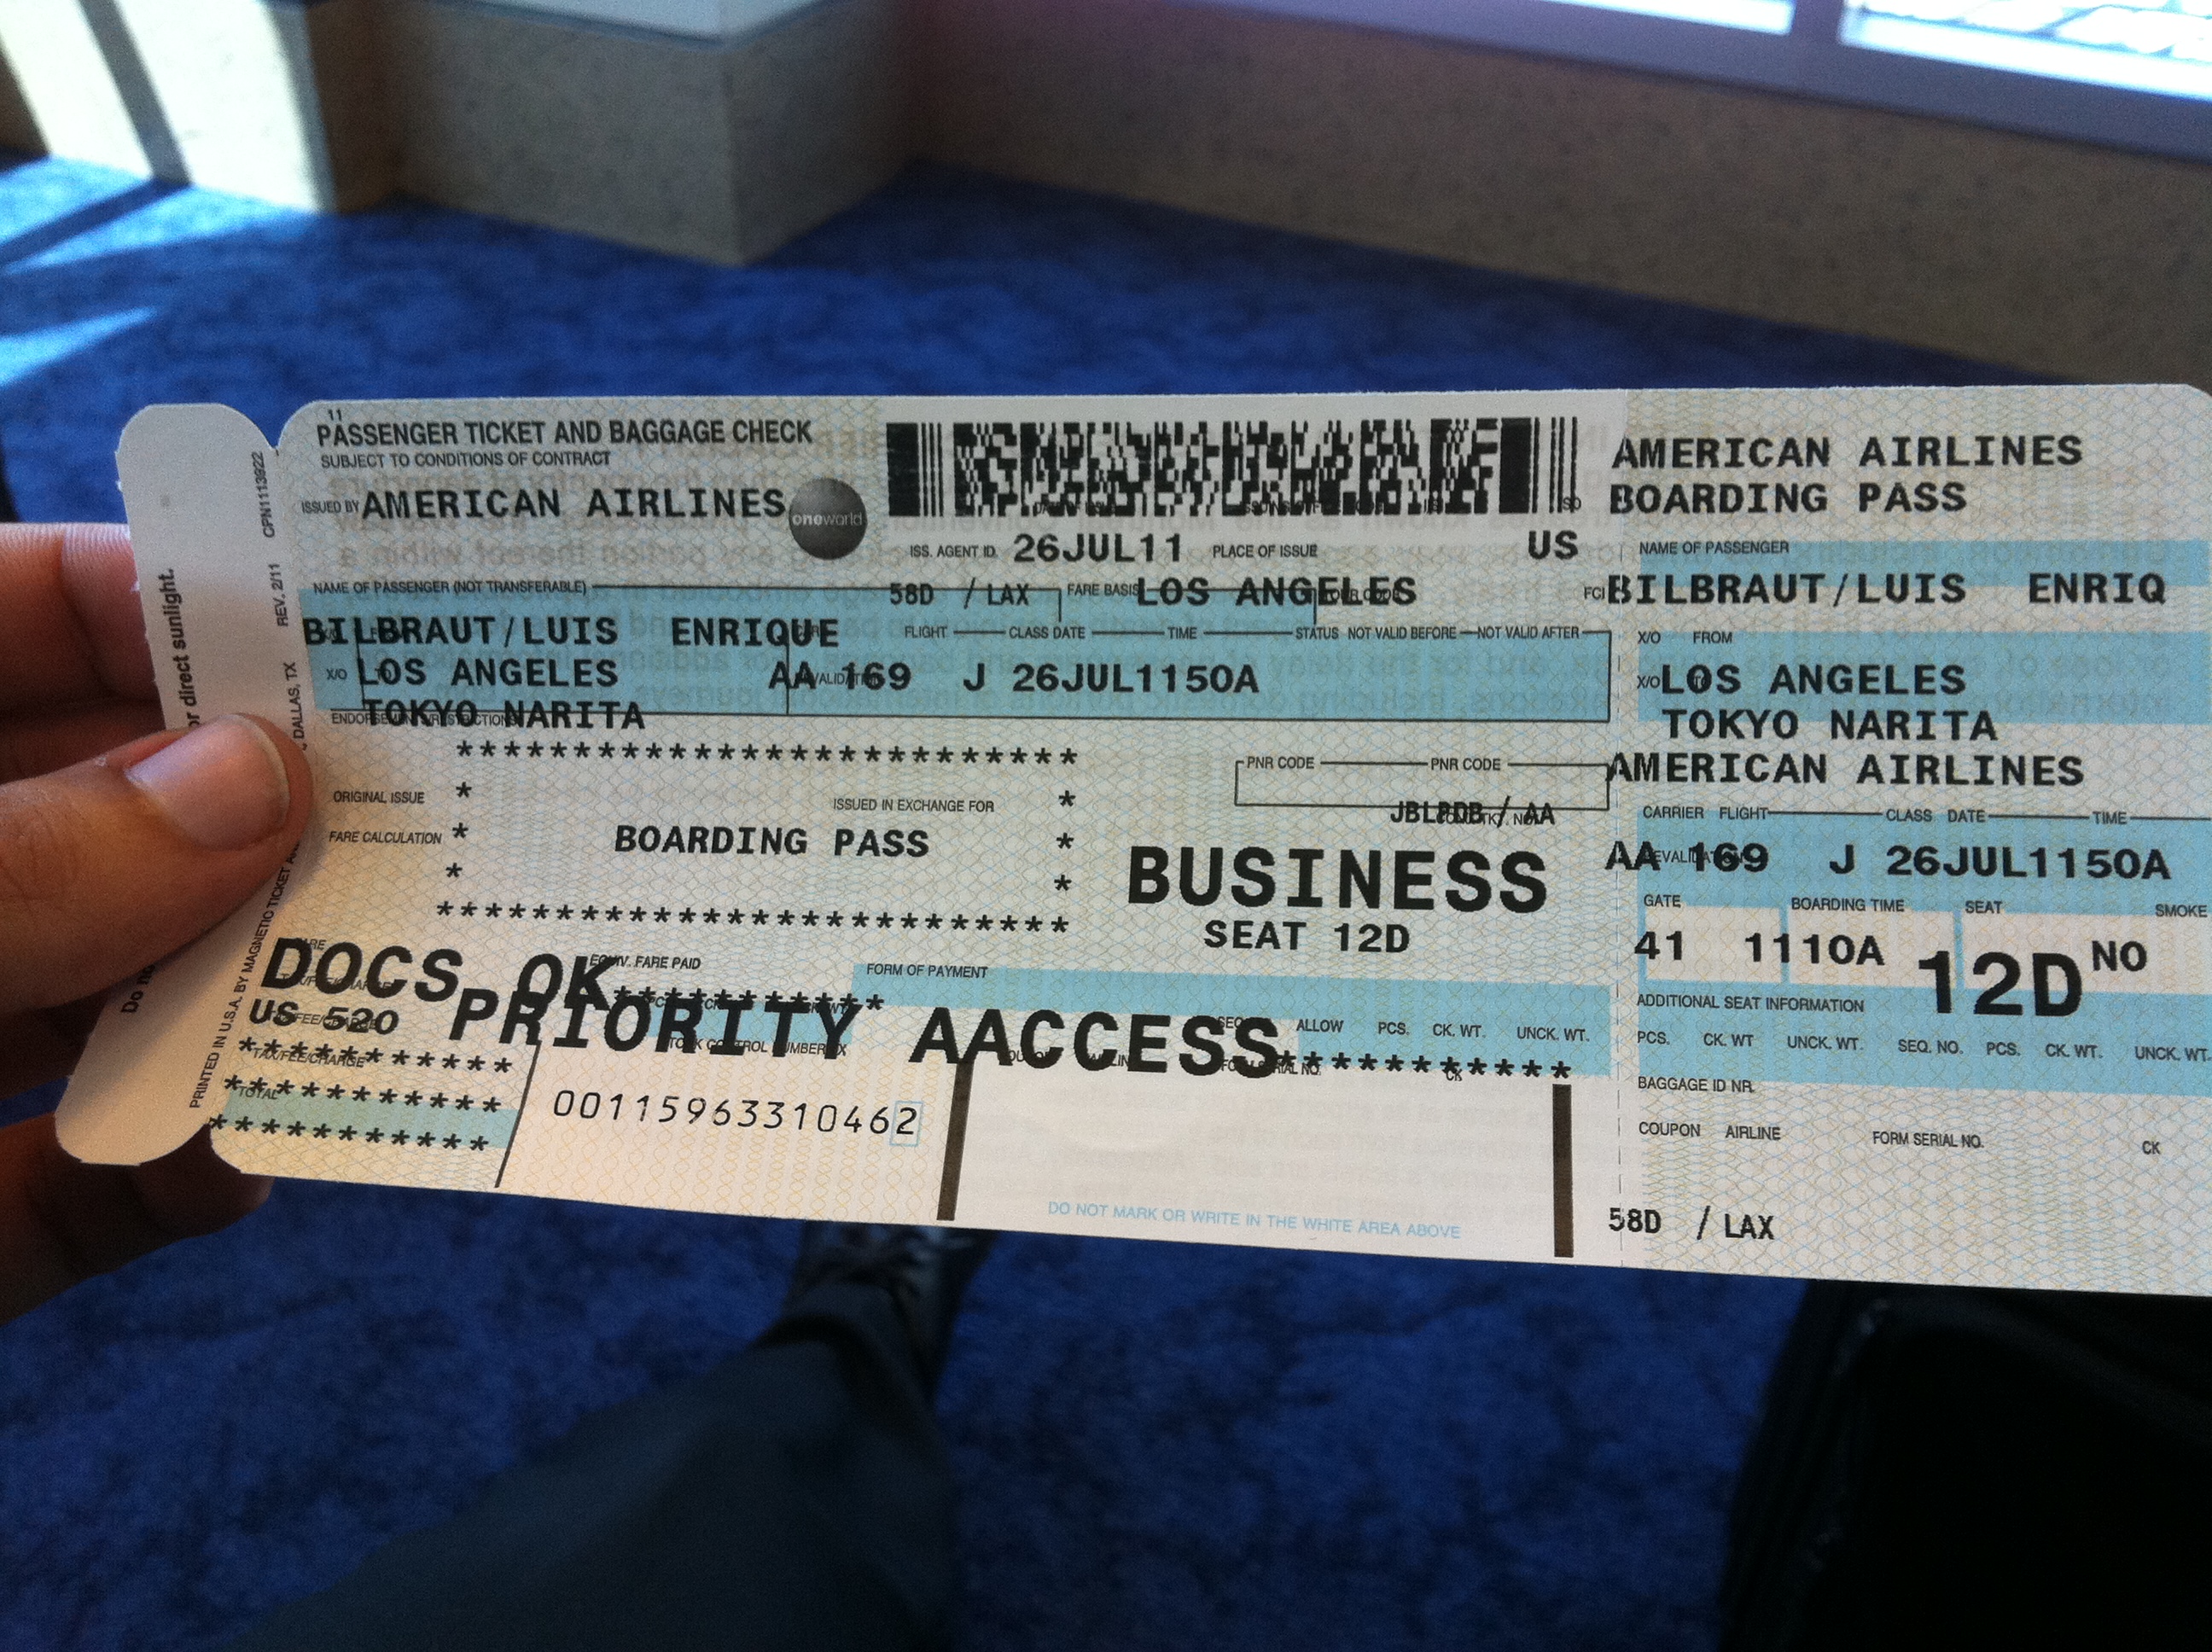 11
PASSENGER TICKET AND BAGGAGE CHECK
SUBJECT TO CONDITIONS OF CONTRACT
ISSUED BY AMERICAN AIRLINES
oneworld
ISS. AGENT ID. 26JUL11 PLACE OF ISSUE US
NAME OF PASSENGER (NOT TRANSFERABLE) 58D / LAX FARE BASIS LOS ANGELES
BILBRAUT/LUIS ENRIQUE FLIGHT CLASS DATE TIME STATUS NOT VALID BEFORE NOT VALID AFTER
X/O LOS ANGELES AA 169 J 26JUL1150A
TOKYO NARITA
ENDORSEMENTS/RESTRICTIONS
*************************
* PNR CODE PNR CODE
ORIGINAL ISSUE * ISSUED IN EXCHANGE FOR *
JBLPDB / AA
FARE CALCULATION * BOARDING PASS *
* *
*************************
BUSINESS
SEAT 12D
DOCS OK************
EQUIV. FARE PAID FORM OF PAYMENT
US 520 PRIORITY AACCESS************
ALLOW PCS. CK. WT. UNCK. WT.
TAX/FEE/CHARGE
************
TOTAL
************
************
00115963310462
DO NOT MARK OR WRITE IN THE WHITE AREA ABOVE
AMERICAN AIRLINES
BOARDING PASS
NAME OF PASSENGER
BILBRAUT/LUIS ENRIQ
X/O FROM
X/O LOS ANGELES
TOKYO NARITA
AMERICAN AIRLINES
CARRIER FLIGHT CLASS DATE TIME
AA 169 J 26JUL1150A
GATE BOARDING TIME SEAT SMOKE
41 1110A 12D NO
ADDITIONAL SEAT INFORMATION
PCS. CK. WT UNCK. WT. SEQ. NO. PCS. CK. WT. UNCK. WT.
BAGGAGE ID NR.
COUPON AIRLINE FORM SERIAL NO. CK
58D / LAX
or direct sunlight.
CPN1113922
REV. 2/11
DALLAS, TX
PRINTED IN U.S.A. BY MAGNETIC TICKET